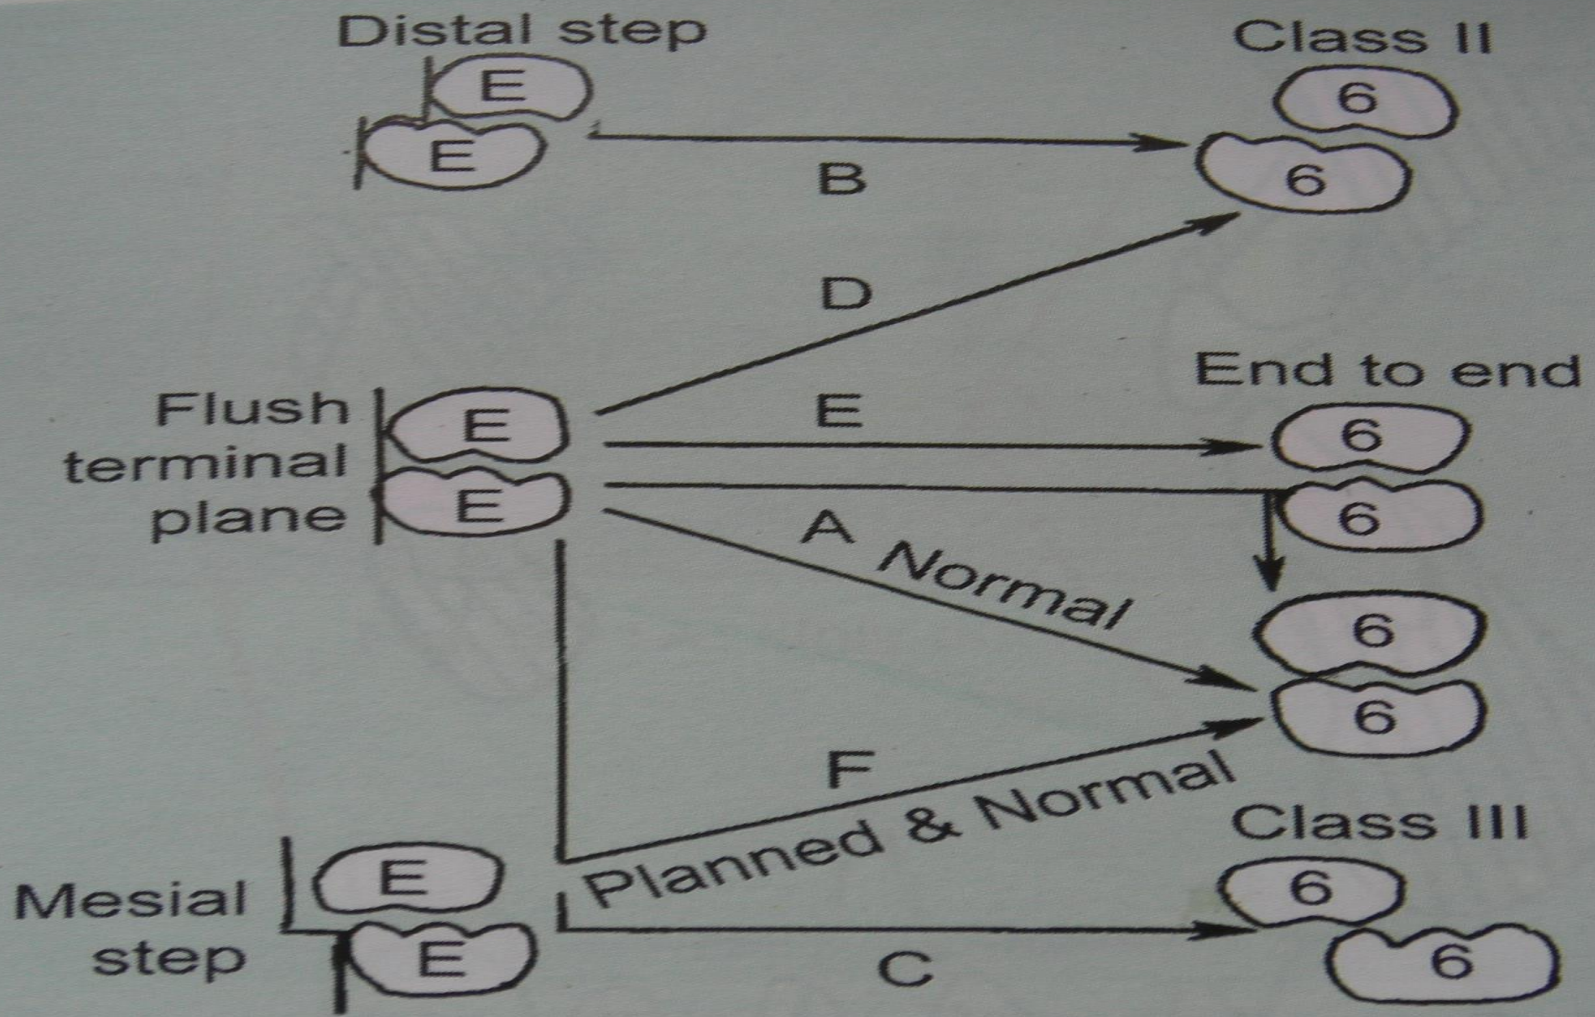 Distal step
Class II
E
6
E
6
B
D
End to end
Flush
terminal
plane
E
E
6
E
6
A Normal
6
6
F
Planned & Normal
Class III
Mesial
step
E
6
E
6
C